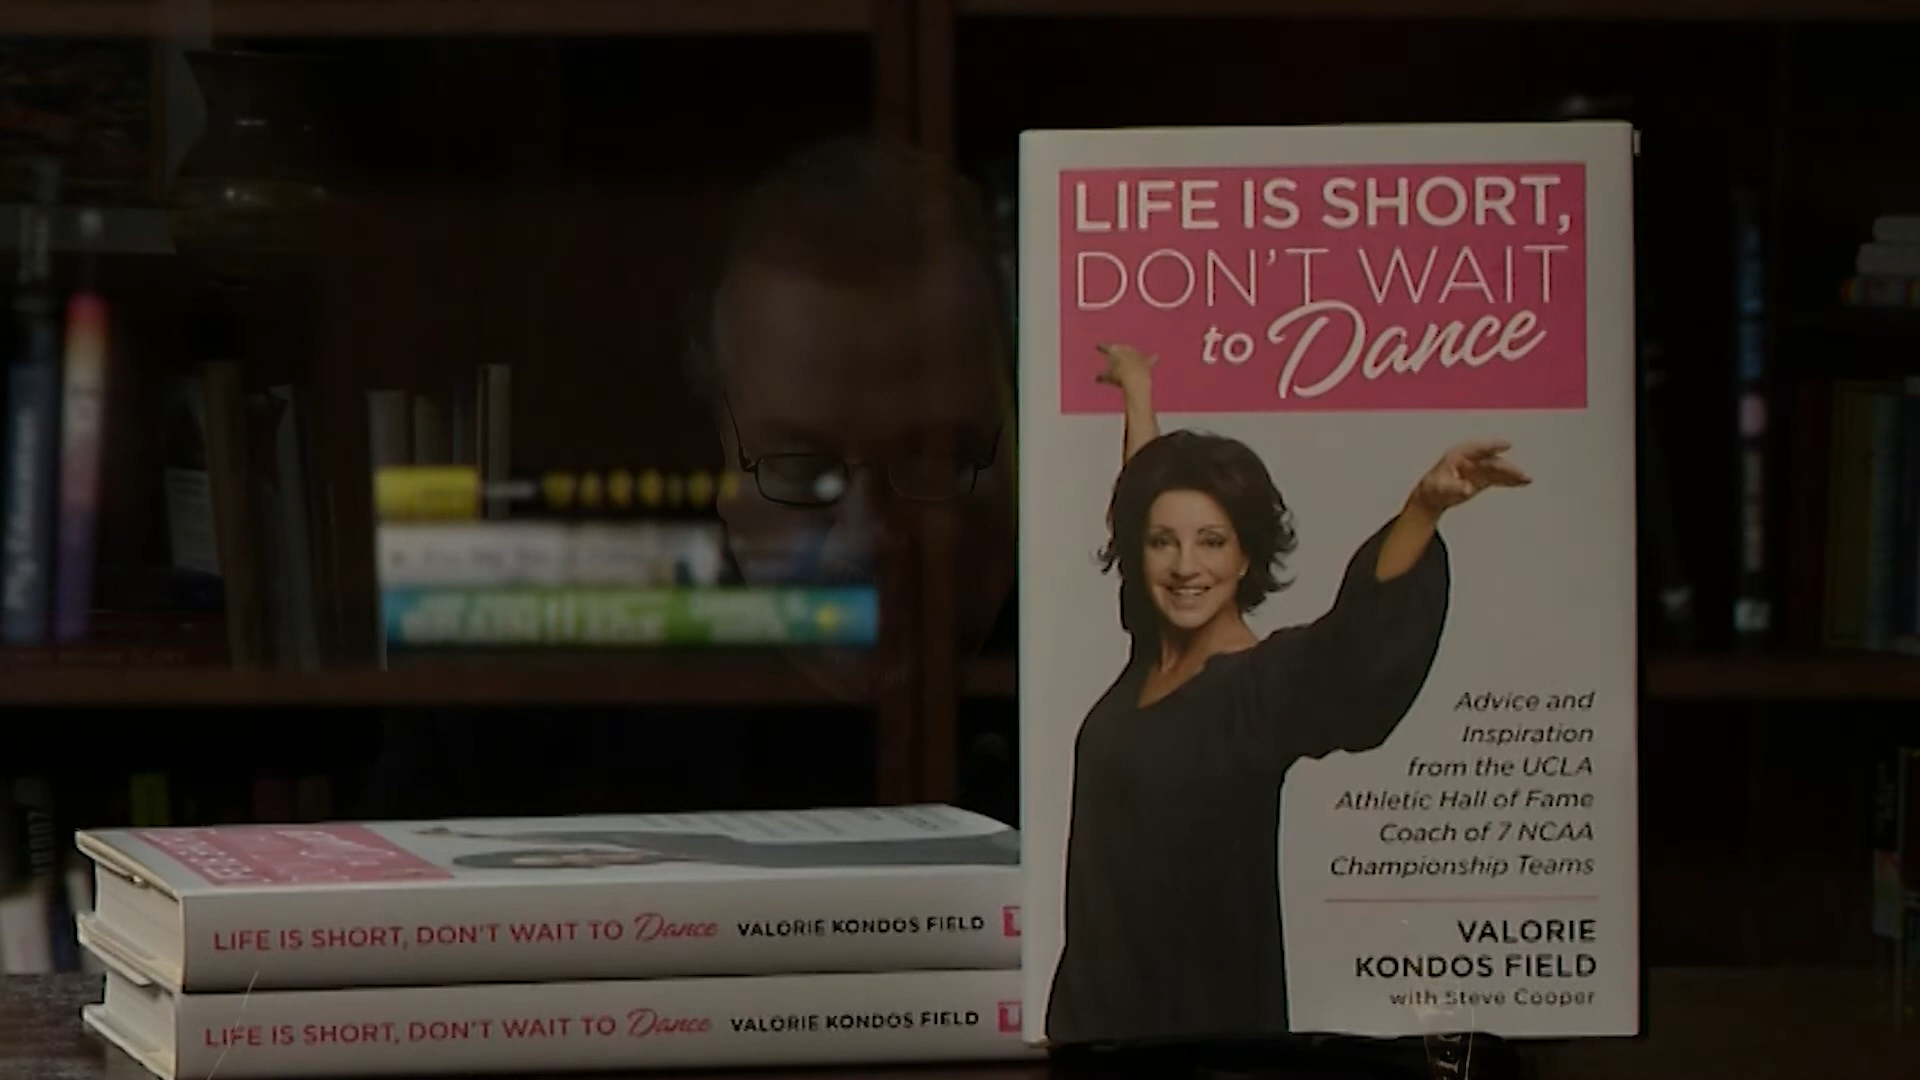 LIFE IS SHORT,
DON'T WAIT
to Dance
Advice and
Inspiration
from the UCLA
Athletic Hall of Fame
Coach of 7 NCAA
Championship Teams
VALORIE
KONDOS FIELD
with Steve Cooper
LIFE IS SHORT, DON'T WAIT TO Dance VALORIE KONDOS FIELD
LIFE IS SHORT, DON'T WAIT TO Dance VALORIE KONDOS FIELD